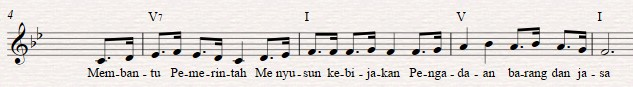 4
V7 I V I
Mem-ban - tu Pe-me-rin-tah Me nyu-sun ke-bi-ja-kan Pe-nga-da-an ba-rang dan ja-sa